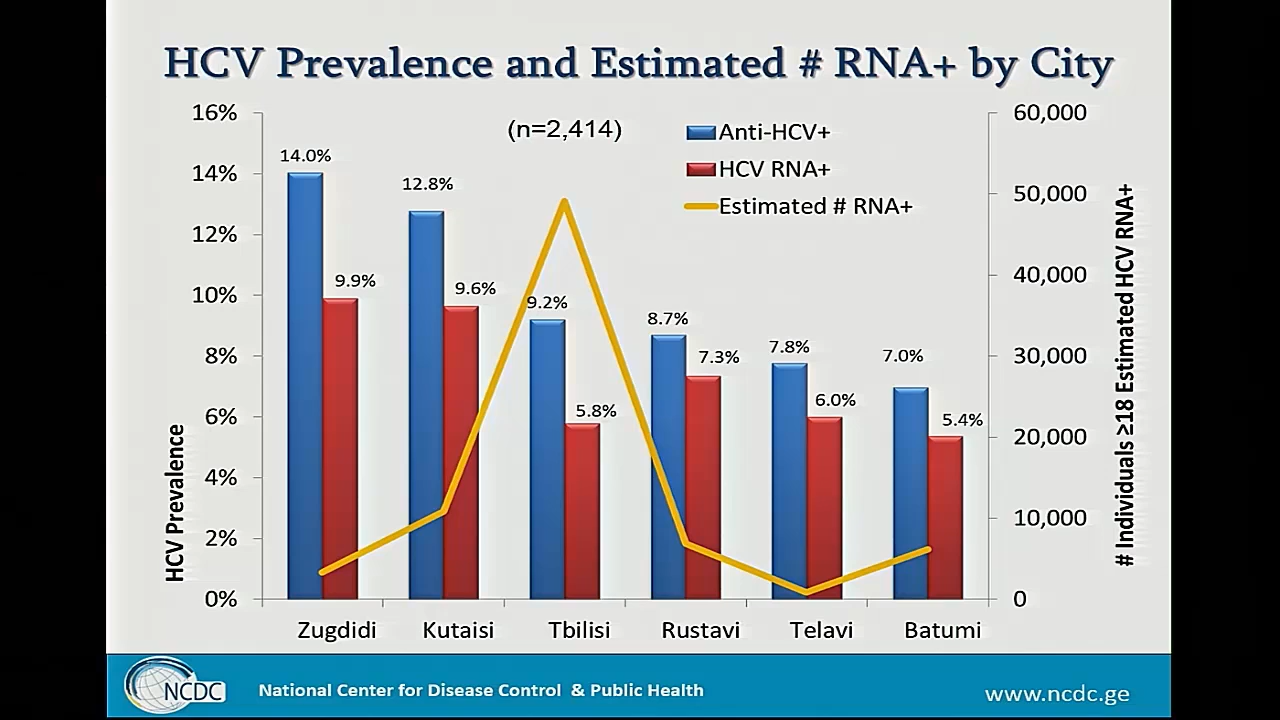 HCV Prevalence and Estimated # RNA+ by City
(n=2,414)
Anti-HCV+
HCV RNA+
Estimated # RNA+
HCV Prevalence
16%
14%
12%
10%
8%
6%
4%
2%
0%
14.0%
9.9%
12.8%
9.6%
9.2%
5.8%
8.7%
7.3%
7.8%
6.0%
7.0%
5.4%
60,000
50,000
40,000
30,000
20,000
10,000
0
# Individuals ≥18 Estimated HCV RNA+
Zugdidi Kutaisi Tbilisi Rustavi Telavi Batumi
NCDC
National Center for Disease Control & Public Health
www.ncdc.ge